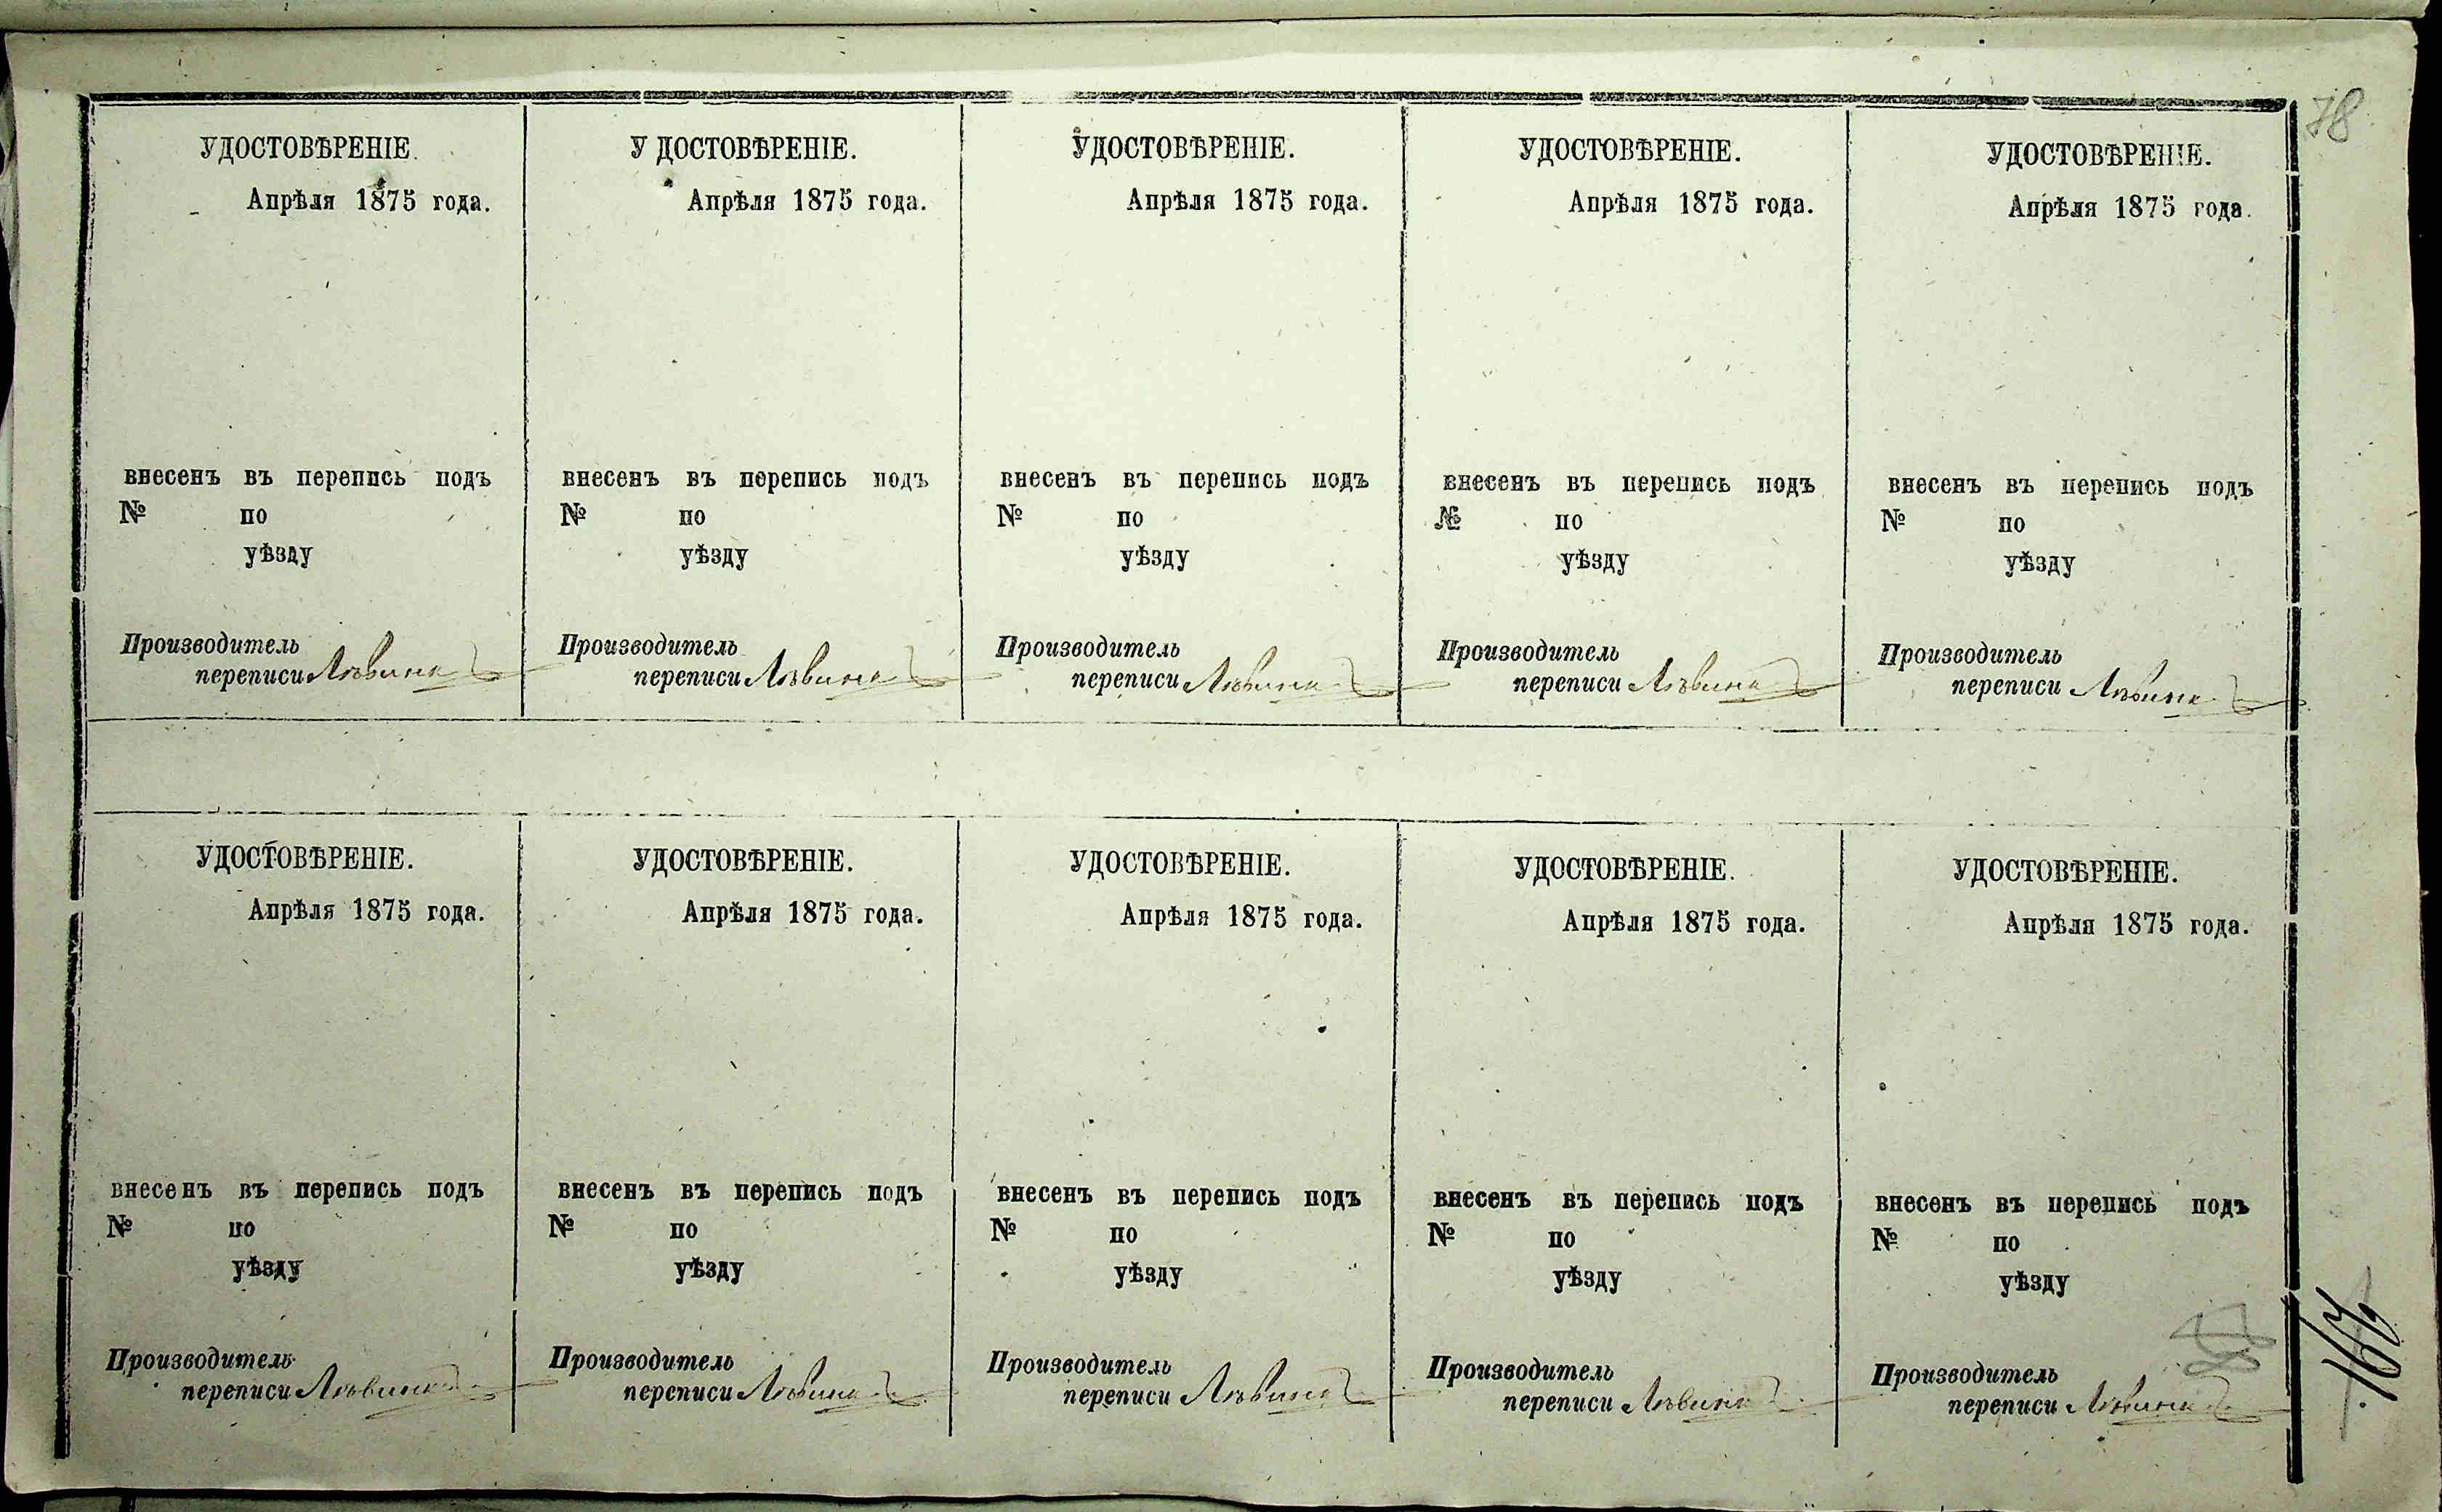 78
УДОСТОВѢРЕНІЕ.
Апрѣля 1875 года.
внесенъ въ перепись подъ
№ по
уѣзду
Производитель
переписи
У ДОСТОВѢРЕНІЕ.
Апрѣля 1875 года.
внесенъ въ перепись подъ
№ по
уѣзду
Производитель
переписи
УДОСТОВѢРЕНІЕ.
Апрѣля 1875 года.
внесенъ въ перепись подъ
№ по
уѣзду
Производитель
переписи
УДОСТОВѢРЕНІЕ.
Апрѣля 1875 года.
внесенъ въ перепись подъ
№ по
уѣзду
Производитель
переписи
УДОСТОВѢРЕНІЕ.
Апрѣля 1875 года.
внесенъ въ перепись подъ
№ по
уѣзду
Производитель
переписи
УДОСТОВѢРЕНІЕ.
Апрѣля 1875 года.
внесенъ въ перепись подъ
№ по
уѣзду
Производитель
переписи
УДОСТОВѢРЕНІЕ.
Апрѣля 1875 года.
внесенъ въ перепись подъ
№ по
уѣзду
Производитель
переписи
УДОСТОВѢРЕНІЕ.
Апрѣля 1875 года.
внесенъ въ перепись подъ
№ по
уѣзду
Производитель
переписи
УДОСТОВѢРЕНІЕ.
Апрѣля 1875 года.
внесенъ въ перепись подъ
№ по
уѣзду
Производитель
переписи
УДОСТОВѢРЕНІЕ.
Апрѣля 1875 года.
внесенъ въ перепись подъ
№ по
уѣзду
Производитель
переписи